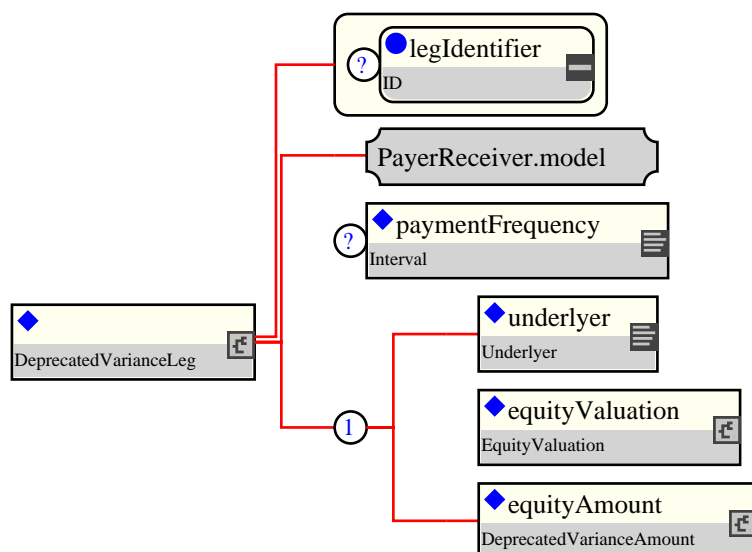 ? legIdentifier
ID
PayerReceiver.model
paymentFrequency
? Interval
DeprecatedVarianceLeg
underlyer
Underlyer
1
equityValuation
EquityValuation
equityAmount
DeprecatedVarianceAmount